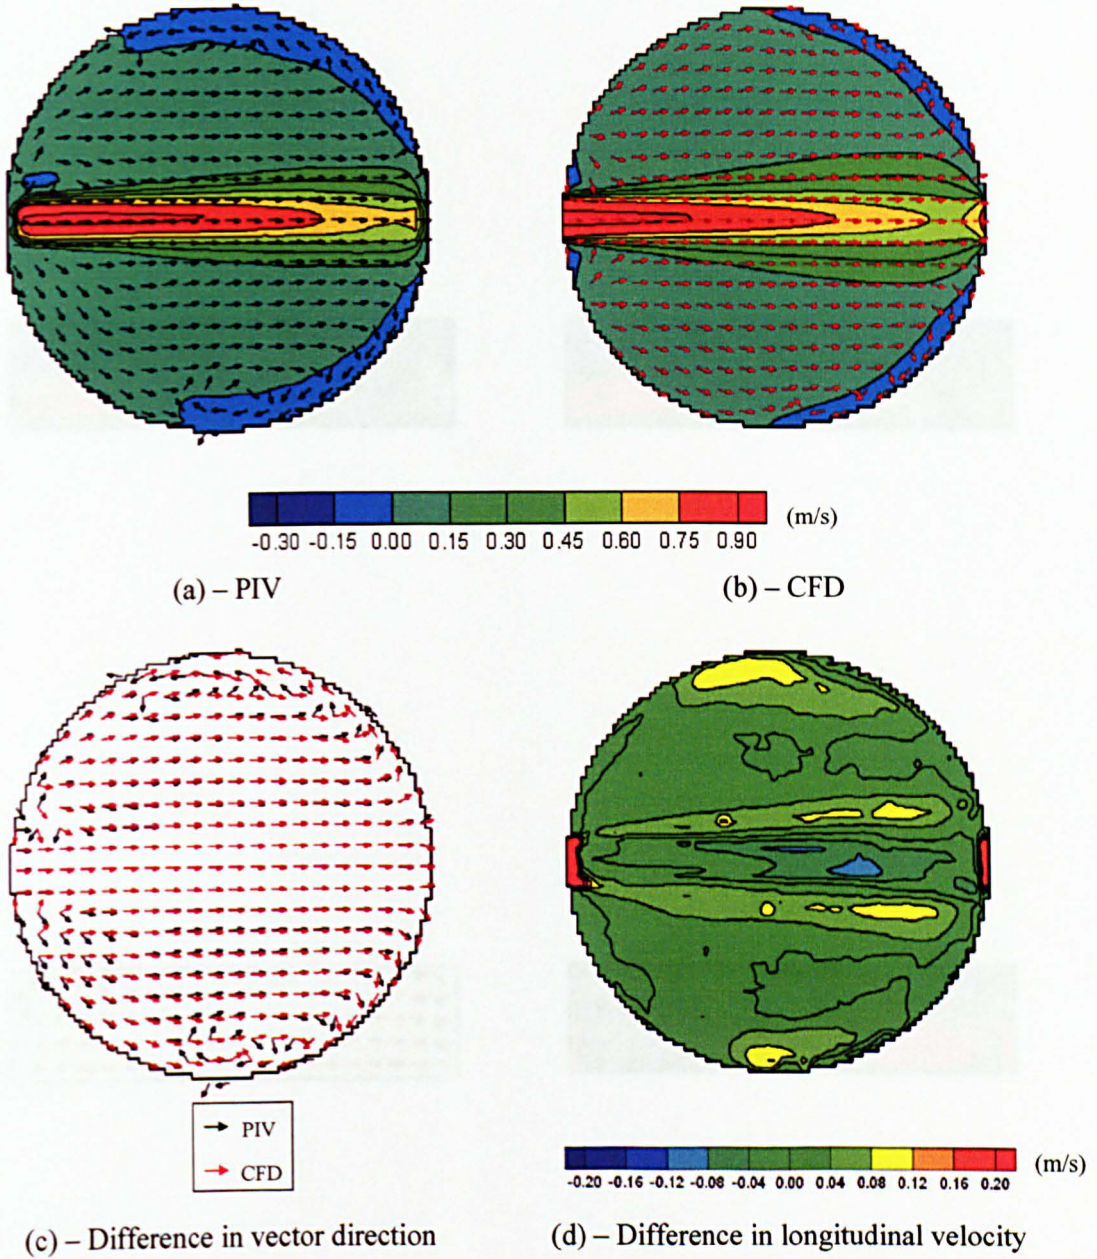 -0.30 -0.15 0.00 0.15 0.30 0.45 0.60 0.75 0.90
(m/s)
(a) – PIV
(b) – CFD
PIV
CFD
-0.20 -0.16 -0.12 -0.08 -0.04 0.00 0.04 0.08 0.12 0.16 0.20
(m/s)
(c) – Difference in vector direction
(d) – Difference in longitudinal velocity